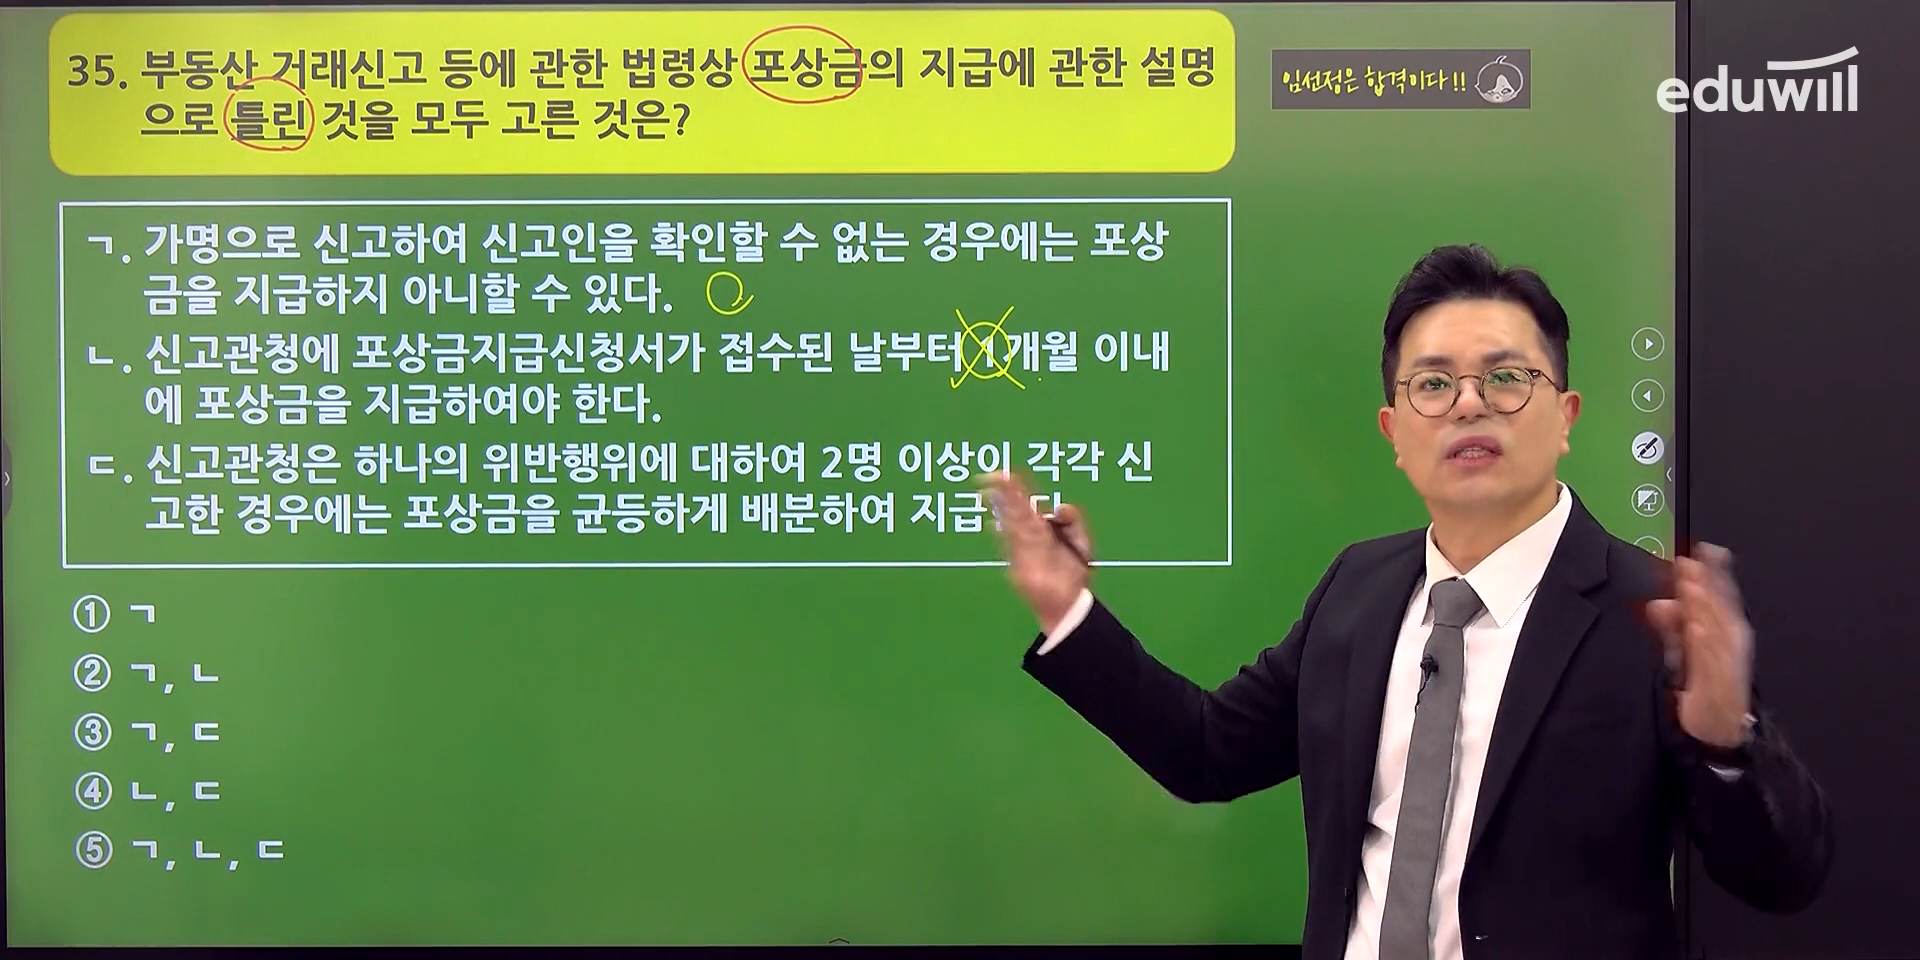 35. 부동산 거래신고 등에 관한 법령상 포상금의 지급에 관한 설명
으로 틀린 것을 모두 고른 것은?
임선정은 합격이다!!
eduwill
ㄱ. 가명으로 신고하여 신고인을 확인할 수 없는 경우에는 포상
금을 지급하지 아니할 수 있다.
ㄴ. 신고관청에 포상금지급신청서가 접수된 날부터 1개월 이내
에 포상금을 지급하여야 한다.
ㄷ. 신고관청은 하나의 위반행위에 대하여 2명 이상이 각각 신
고한 경우에는 포상금을 균등하게 배분하여 지급
① ㄱ
② ㄱ, ㄴ
③ ㄱ, ㄷ
④ ㄴ, ㄷ
⑤ ㄱ, ㄴ, ㄷ